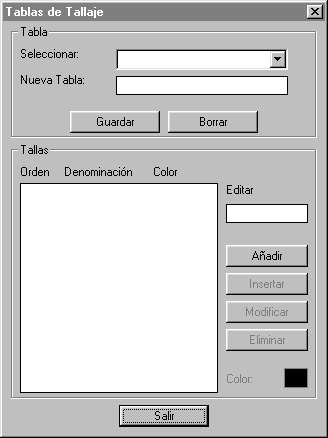 Tablas de Tallaje
Tabla
Seleccionar:
Nueva Tabla:
Guardar Borrar
Tallas
Orden Denominación Color
Editar
Añadir
Insertar
Modificar
Eliminar
Color:
Salir